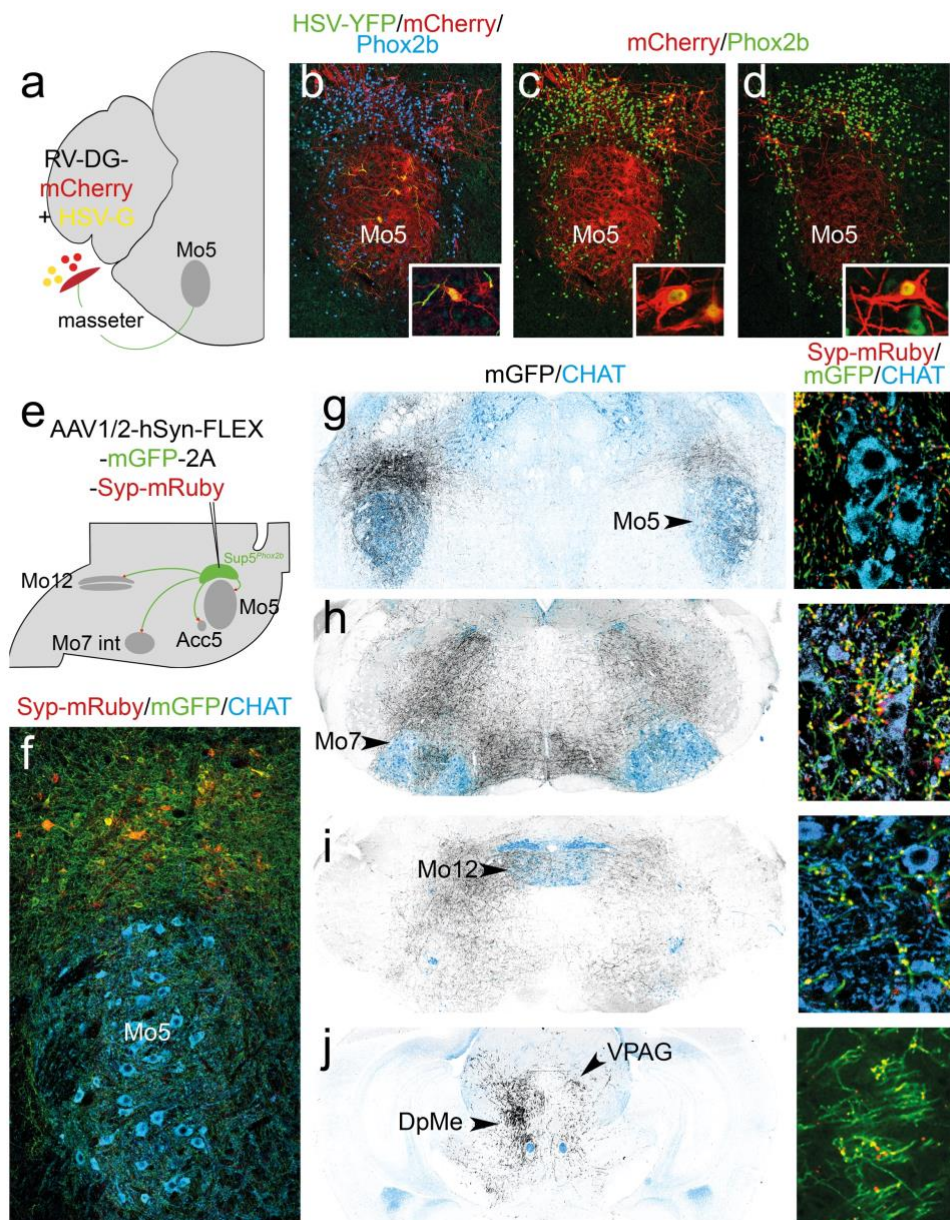 HSV-YFP/mCherry/
Phox2b
mCherry/Phox2b
a
RV-DG-
mCherry
+ HSV-G
Mo5
masseter
b
Mo5
c
Mo5
d
Mo5
e
AAV1/2-hSyn-FLEX
-mGFP-2A
-Syp-mRuby
Sup5Phox2b
Mo12
Mo5
Mo7 int
Acc5
Syp-mRuby/mGFP/CHAT
f
Mo5
mGFP/CHAT
Syp-mRuby/
mGFP/CHAT
g
Mo5
h
Mo7
i
Mo12
j
VPAG
DpMe